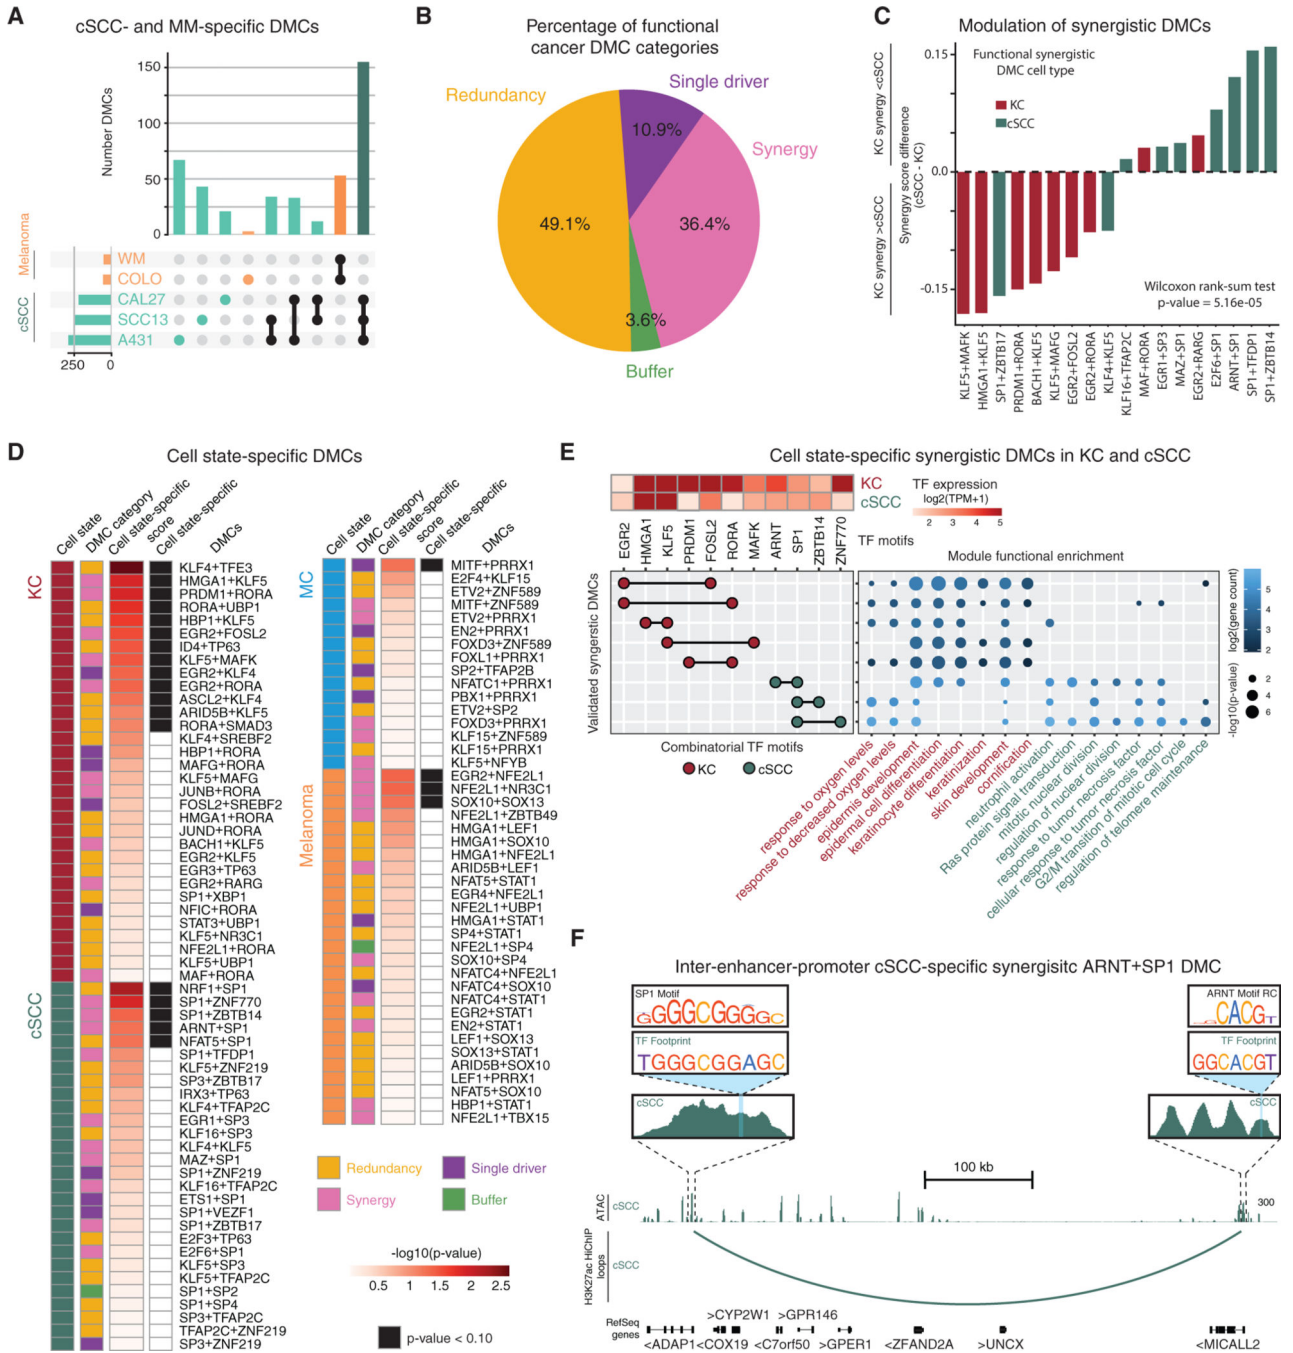 A
cSCC- and MM-specific DMCs
Number DMCs
150
100
50
0
Melanoma
cSCC
WM
COLO
CAL27
SCC13
A431
250
0
B
Percentage of functional
cancer DMC categories
Redundancy
Single driver
Synergy
Buffer
10.9%
49.1%
36.4%
3.6%
C
Modulation of synergistic DMCs
KC synergy <cSCC
KC synergy >cSCC
Synergyy score difference
(cSCC - KC)
0.15
0.0
-0.15
Functional synergistic
DMC cell type
KC
cSCC
Wilcoxon rank-sum test
p-value = 5.16e-05
KLF5+MAFK
HMGA1+KLF5
SP1+ZBTB17
PRDM1+RORA
BACH1+KLF5
KLF5+MAFG
EGR2+FOSL2
EGR2+RORA
KLF4+KLF5
KLF16+TFAP2C
MAF+RORA
EGR1+SP3
MAZ+SP1
EGR2+RARG
E2F6+SP1
ARNT+SP1
SP1+TFDP1
SP1+ZBTB14
D
Cell state-specific DMCs
Cell state
DMC category
Cell state-specific
score
Cell state-specific
DMCs
KC
KLF4+TFE3
HMGA1+KLF5
PRDM1+RORA
RORA+UBP1
HBP1+KLF5
EGR2+FOSL2
ID4+TP63
KLF5+MAFK
EGR2+KLF4
EGR2+RORA
ASCL2+KLF4
ARID5B+KLF5
RORA+SMAD3
KLF4+SREBF2
HBP1+RORA
MAFG+RORA
KLF5+MAFG
JUNB+RORA
FOSL2+SREBF2
HMGA1+RORA
JUND+RORA
BACH1+KLF5
EGR2+KLF5
EGR3+TP63
EGR2+RARG
SP1+XBP1
NFIC+RORA
STAT3+UBP1
KLF5+NR3C1
NFE2L1+RORA
KLF5+UBP1
MAF+RORA
cSCC
NRF1+SP1
SP1+ZNF770
SP1+ZBTB14
ARNT+SP1
NFAT5+SP1
SP1+TFDP1
KLF5+ZNF219
SP3+ZBTB17
IRX3+TP63
KLF4+TFAP2C
EGR1+SP3
KLF16+SP3
KLF4+KLF5
MAZ+SP1
SP1+ZNF219
KLF16+TFAP2C
ETS1+SP1
SP1+VEZF1
SP1+ZBTB17
E2F3+TP63
E2F6+SP1
KLF5+SP3
KLF5+TFAP2C
SP1+SP2
SP1+SP4
SP3+TFAP2C
TFAP2C+ZNF219
SP3+ZNF219
Cell state
DMC category
Cell state-specific
score
Cell state-specific
DMCs
MC
MITF+PRRX1
E2F4+KLF15
ETV2+ZNF589
MITF+ZNF589
ETV2+PRRX1
EN2+PRRX1
FOXD3+ZNF589
FOXL1+PRRX1
SP2+TFAP2B
NFATC1+PRRX1
PBX1+PRRX1
ETV2+SP2
FOXD3+PRRX1
KLF15+ZNF589
KLF15+PRRX1
KLF5+NFYB
Melanoma
EGR2+NFE2L1
NFE2L1+NR3C1
SOX10+SOX13
NFE2L1+ZBTB49
HMGA1+LEF1
HMGA1+SOX10
HMGA1+NFE2L1
ARID5B+LEF1
NFAT5+STAT1
EGR4+NFE2L1
NFE2L1+UBP1
HMGA1+STAT1
SP4+STAT1
NFE2L1+SP4
SOX10+SP4
NFATC4+NFE2L1
NFATC4+SOX10
NFATC4+STAT1
EGR2+STAT1
EN2+STAT1
LEF1+SOX13
SOX13+STAT1
ARID5B+SOX10
LEF1+PRRX1
NFAT5+SOX10
HBP1+STAT1
NFE2L1+TBX15
Redundancy
Single driver
Synergy
Buffer
-log10(p-value)
0.5 1 1.5 2 2.5
p-value < 0.10
E
Cell state-specific synergistic DMCs in KC and cSCC
KC
cSCC
TF expression
log2(TPM+1)
2 3 4 5
EGR2
HMGA1
KLF5
PRDM1
FOSL2
RORA
MAFK
ARNT
SP1
ZBTB14
ZNF770
TF motifs
Module functional enrichment
Validated syngerstic DMCs
Combinatorial TF motifs
KC
cSCC
log2(gene count)
5
4
3
2
-log10(p-value)
2
4
6
response to oxygen levels
response to decreased oxygen levels
epidermis development
epidermal cell differentiation
keratinocyte differentiation
keratinization
skin development
cornification
neutrophil activation
Ras protein signal transduction
mitotic nuclear division
regulation of nuclear division
response to tumor necrosis factor
cellular response to tumor necrosis factor
G2/M transition of mitotic cell cycle
regulation of telomere maintenance
F
Inter-enhancer-promoter cSCC-specific synergisitc ARNT+SP1 DMC
SP1 Motif
GGGGCGGGGC
TF Footprint
TGGGCGGAGC
cSCC
ARNT Motif RC
CACGT
TF Footprint
GGCACGT
cSCC
100 kb
ATAC
cSCC
300
H3K27ac HiChIP
loops
cSCC
RefSeq
genes
>CYP2W1 >GPR146
<ADAP1 <COX19 <C7orf50 >GPER1 <ZFAND2A >UNCX <MICALL2